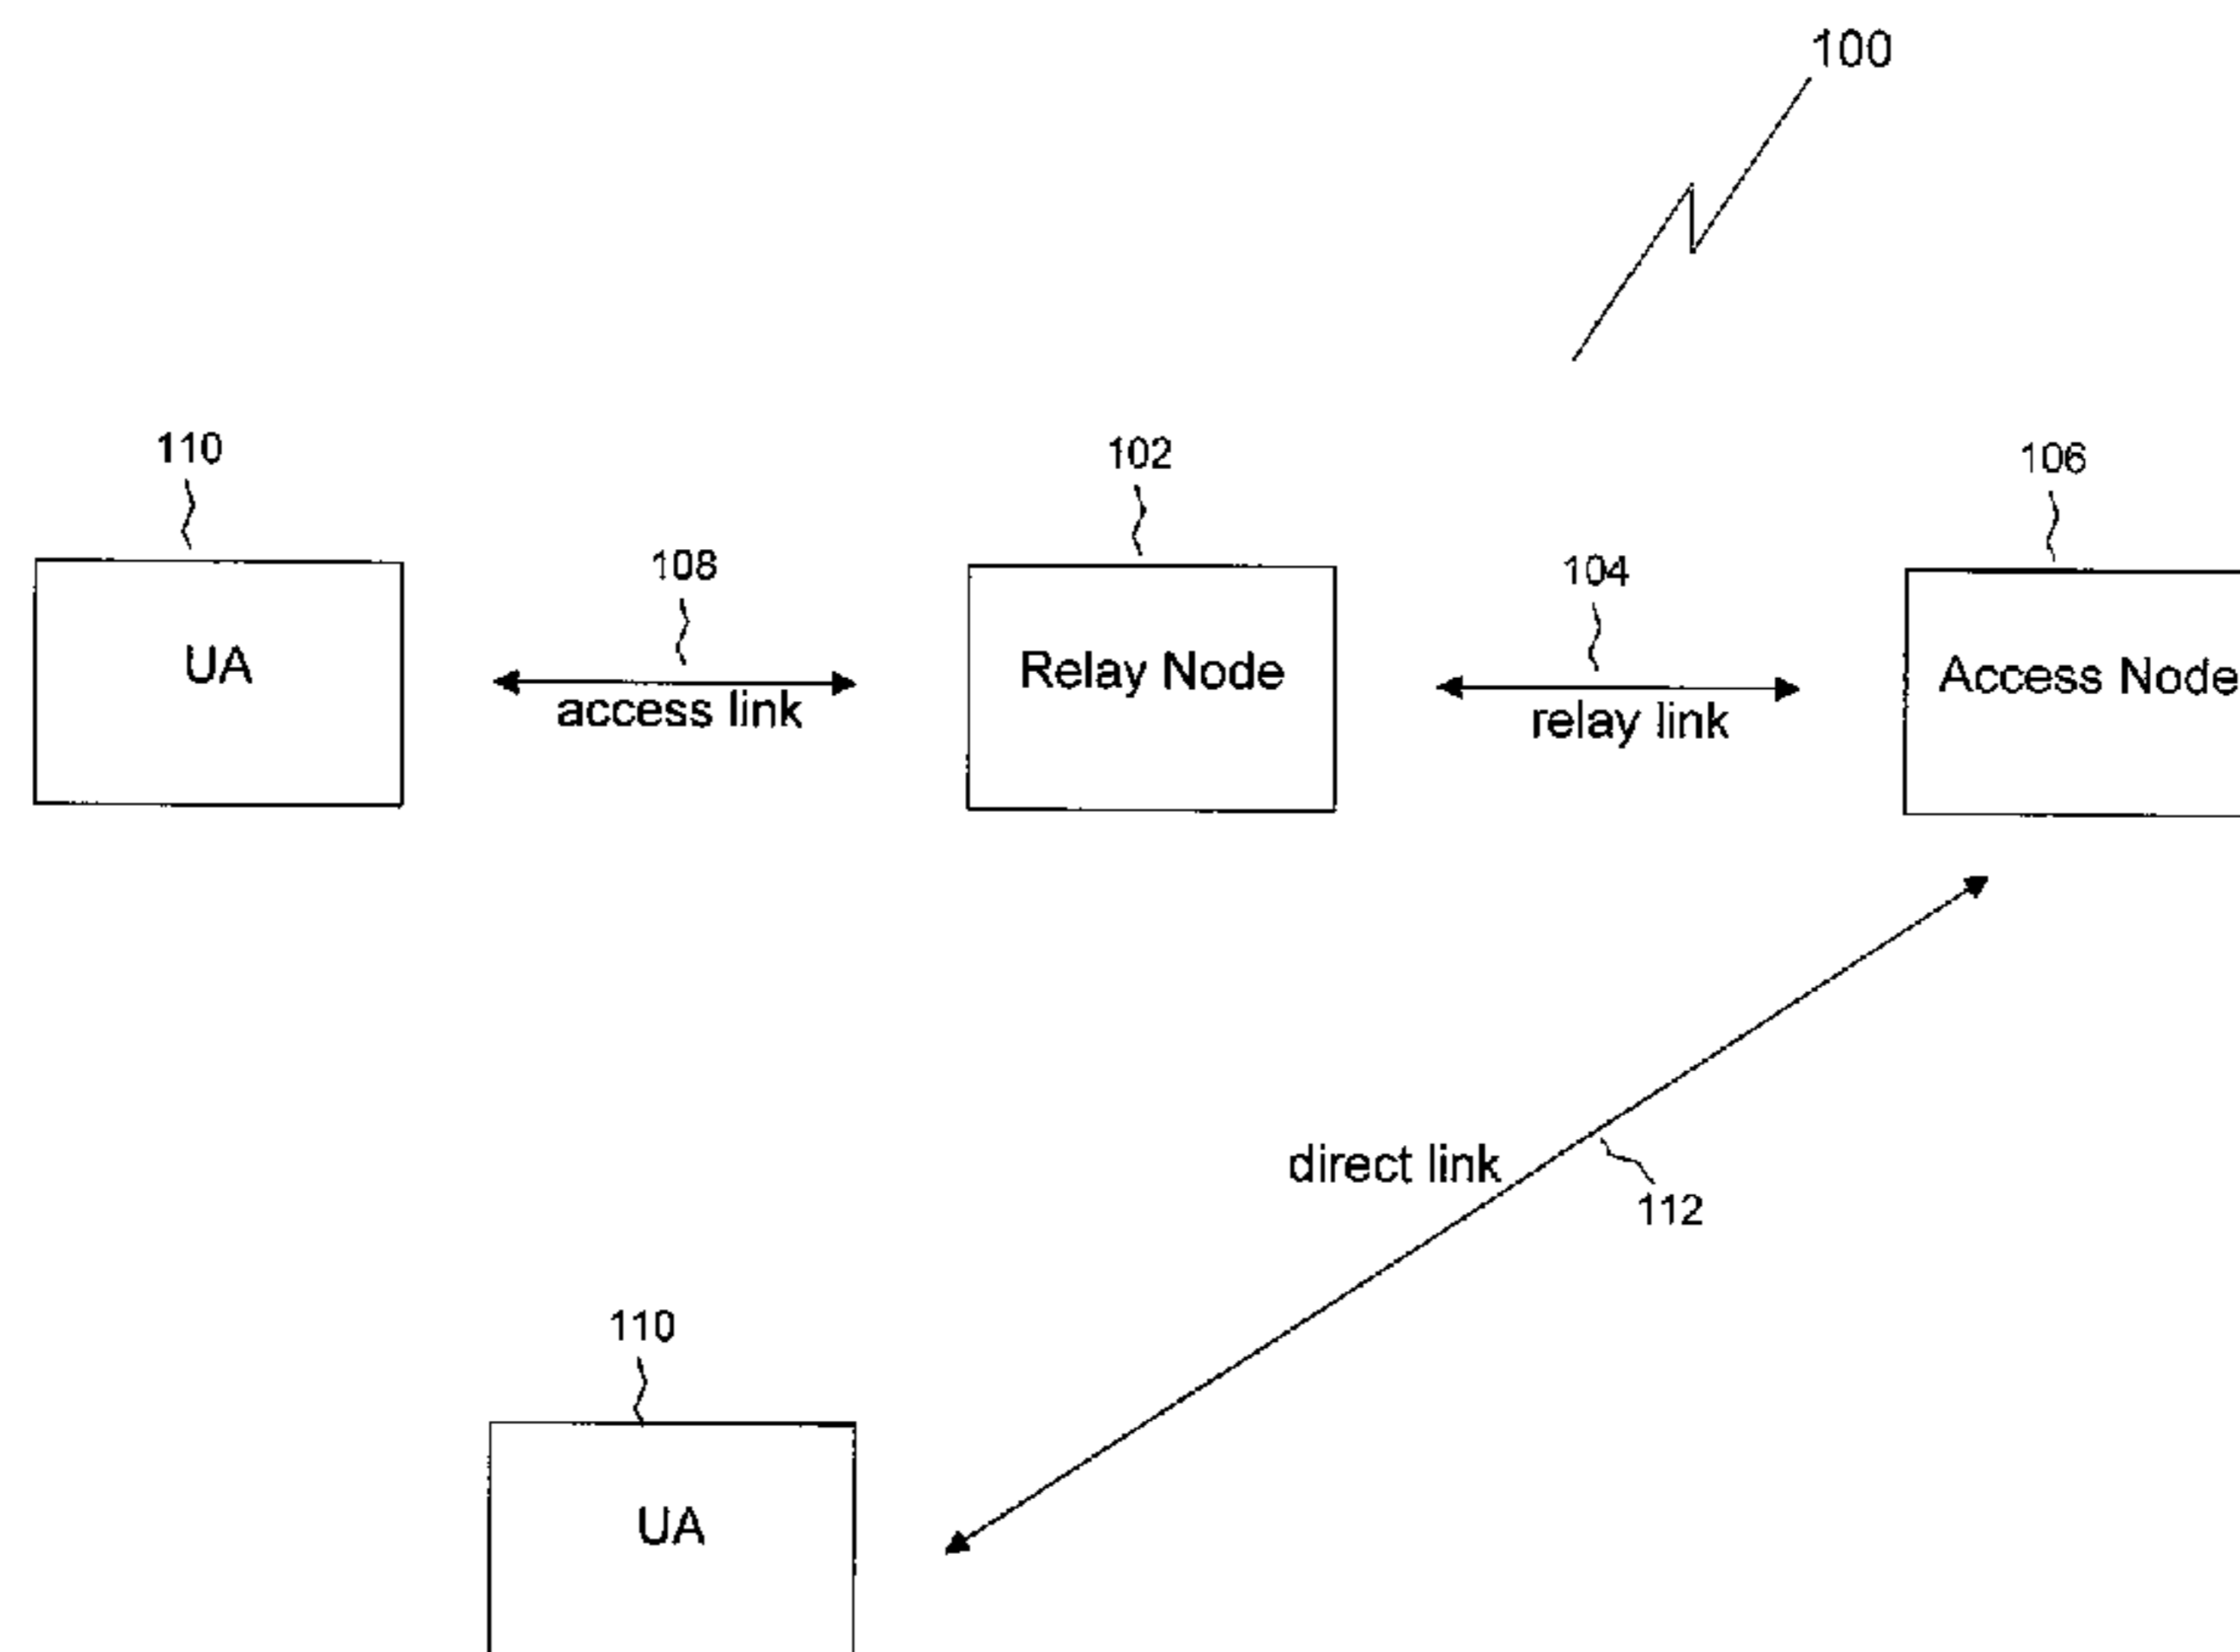 100
110
102
106
108
104
UA
Relay Node
Access Node
access link
relay link
direct link
112
110
UA